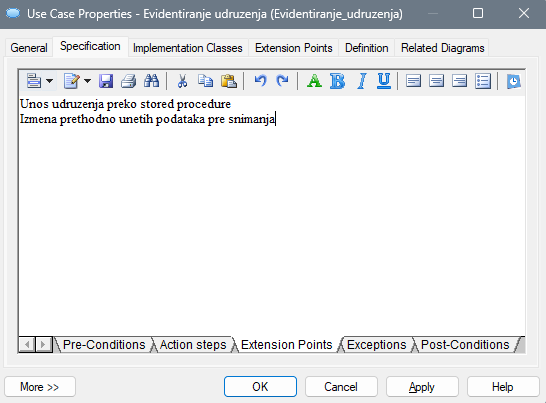 Use Case Properties - Evidentiranje udruzenja (Evidentiranje_udruzenja)
General Specification Implementation Classes Extension Points Definition Related Diagrams
A B I U
Unos udruzenja preko stored procedure
Izmena prethodno unetih podataka pre snimanja
Pre-Conditions Action steps Extension Points Exceptions Post-Conditions
More >> OK Cancel Apply Help